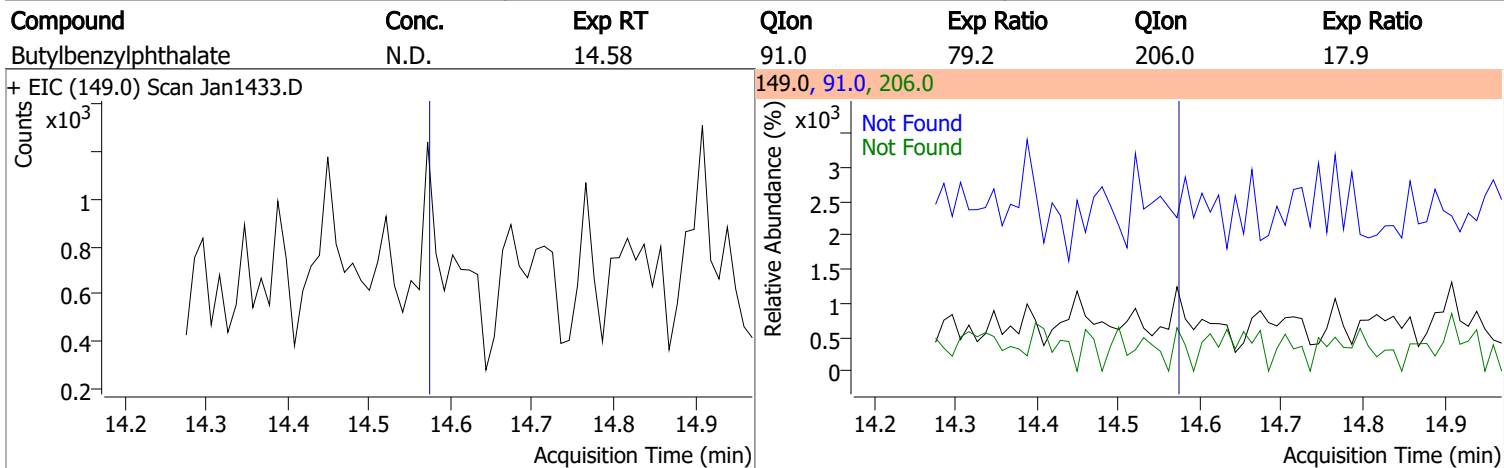 Compound Conc. Exp RT QIon Exp Ratio QIon Exp Ratio
Butylbenzylphthalate N.D. 14.58 91.0 79.2 206.0 17.9
+ EIC (149.0) Scan Jan1433.D
Counts
x10³
1
0.8
0.6
0.4
0.2
14.2 14.3 14.4 14.5 14.6 14.7 14.8 14.9
Acquisition Time (min)
149.0, 91.0, 206.0
Relative Abundance (%)
x10³
Not Found
Not Found
3
2.5
2
1.5
1
0.5
0
14.2 14.3 14.4 14.5 14.6 14.7 14.8 14.9
Acquisition Time (min)